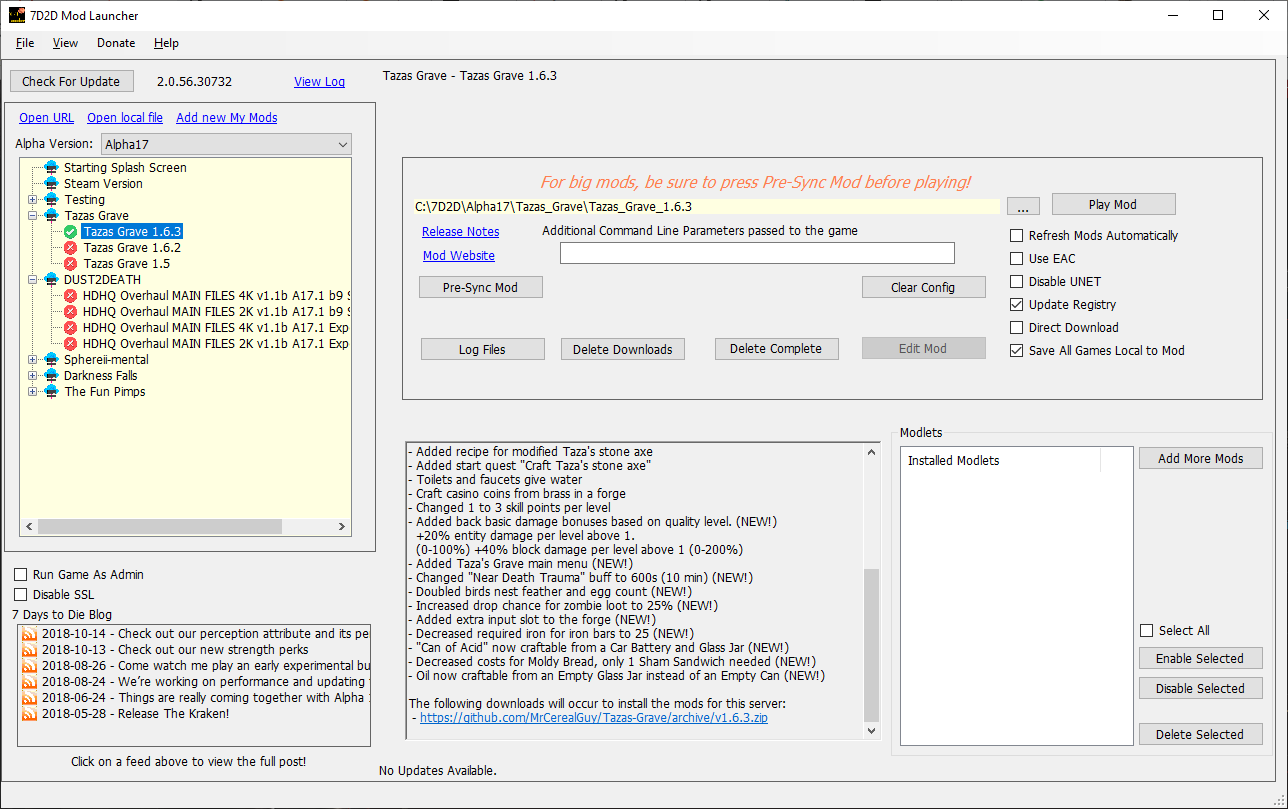 7D2D Mod Launcher
File View Donate Help
Check For Update 2.0.56.30732 View Log
Tazas Grave - Tazas Grave 1.6.3
Open URL Open local file Add new My Mods
Alpha Version: Alpha17
Starting Splash Screen
Steam Version
Testing
Tazas Grave
Tazas Grave 1.6.3
Tazas Grave 1.6.2
Tazas Grave 1.5
DUST2DEATH
HDHQ Overhaul MAIN FILES 4K v1.1b A17.1 b9 S
HDHQ Overhaul MAIN FILES 2K v1.1b A17.1 b9 S
HDHQ Overhaul MAIN FILES 4K v1.1b A17.1 Exp
HDHQ Overhaul MAIN FILES 2K v1.1b A17.1 Exp
Sphereii-mental
Darkness Falls
The Fun Pimps
Run Game As Admin
Disable SSL
7 Days to Die Blog
2018-10-14 - Check out our perception attribute and its pe
2018-10-13 - Check out our new strength perks
2018-08-26 - Come watch me play an early experimental bu
2018-08-24 - We're working on performance and updating
2018-06-24 - Things are really coming together with Alpha
2018-05-28 - Release The Kraken!
Click on a feed above to view the full post!
For big mods, be sure to press Pre-Sync Mod before playing!
C:\7D2D\Alpha17\Tazas_Grave\Tazas_Grave_1.6.3
...
Play Mod
Release Notes
Additional Command Line Parameters passed to the game
Mod Website
Refresh Mods Automatically
Use EAC
Disable UNET
Update Registry
Direct Download
Save All Games Local to Mod
Pre-Sync Mod
Clear Config
Log Files
Delete Downloads
Delete Complete
Edit Mod
- Added recipe for modified Taza's stone axe
- Added start quest "Craft Taza's stone axe"
- Toilets and faucets give water
- Craft casino coins from brass in a forge
- Changed 1 to 3 skill points per level
- Added back basic damage bonuses based on quality level. (NEW!)
+20% entity damage per level above 1.
(0-100%) +40% block damage per level above 1 (0-200%)
- Added Taza's Grave main menu (NEW!)
- Changed "Near Death Trauma" buff to 600s (10 min) (NEW!)
- Doubled birds nest feather and egg count (NEW!)
- Increased drop chance for zombie loot to 25% (NEW!)
- Added extra input slot to the forge (NEW!)
- Decreased required iron for iron bars to 25 (NEW!)
- "Can of Acid" now craftable from a Car Battery and Glass Jar (NEW!)
- Decreased costs for Moldy Bread, only 1 Sham Sandwich needed (NEW!)
- Oil now craftable from an Empty Glass Jar instead of an Empty Can (NEW!)
The following downloads will occur to install the mods for this server:
- https://github.com/MrCerealGuy/Tazas-Grave/archive/v1.6.3.zip
No Updates Available.
Modlets
Installed Modlets
Add More Mods
Select All
Enable Selected
Disable Selected
Delete Selected